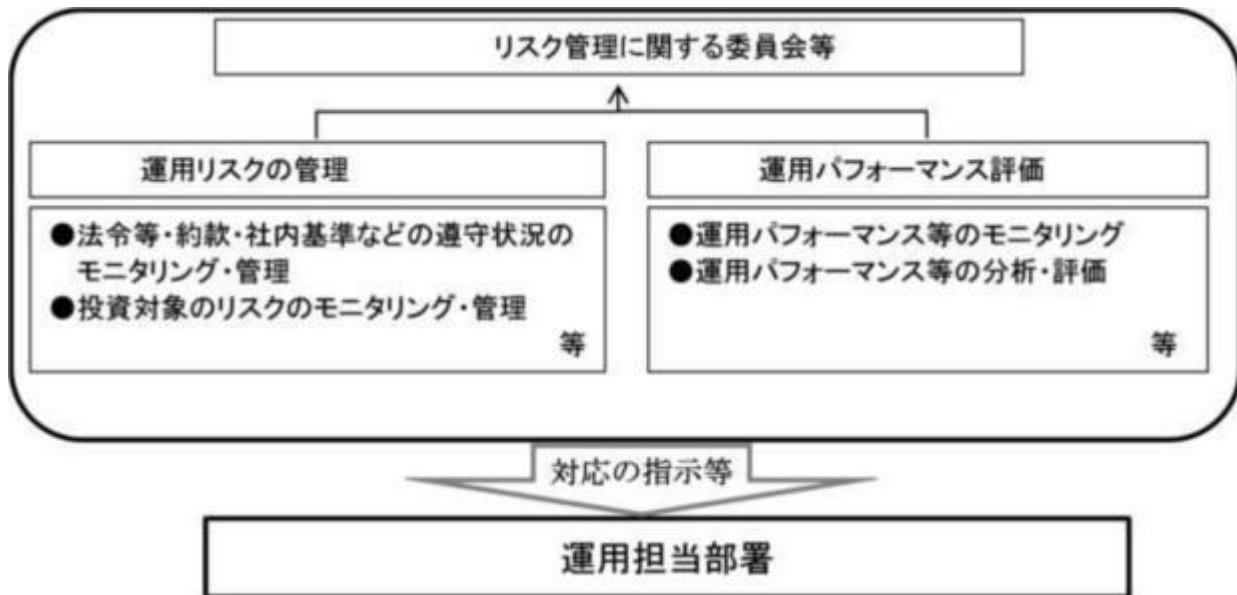 リスク管理に関する委員会等
運用リスクの管理
●法令等・約款・社内基準などの遵守状況の
モニタリング・管理
●投資対象のリスクのモニタリング・管理
等
運用パフォーマンス評価
●運用パフォーマンス等のモニタリング
●運用パフォーマンス等の分析・評価
等
対応の指示等
運用担当部署